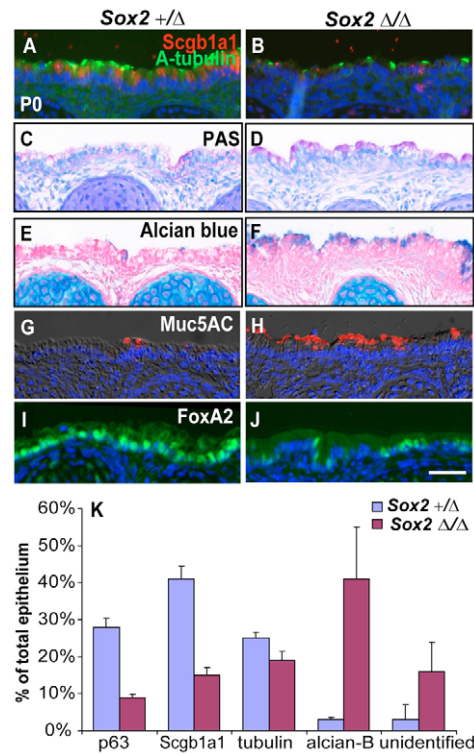 Sox2 +/Δ Sox2 Δ/Δ
A Scgb1a1 B
A-tubulin
P0
C PAS D
E Alcian blue F
G Muc5AC H
I FoxA2 J
K
Sox2 +/Δ
Sox2 Δ/Δ
% of total epithelium
60%
50%
40%
30%
20%
10%
0%
p63 Scgb1a1 tubulin alcian-B unidentified